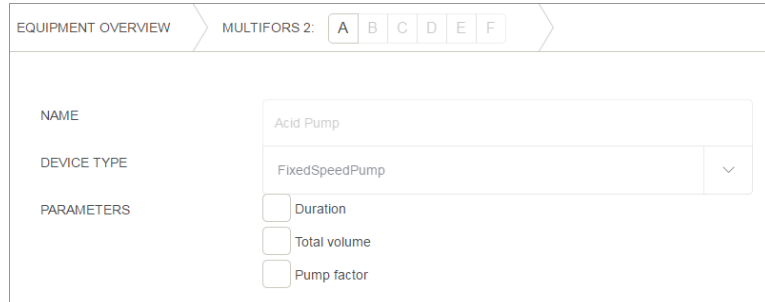 EQUIPMENT OVERVIEW MULTIFORS 2: A B C D E F
NAME Acid Pump
DEVICE TYPE FixedSpeedPump
PARAMETERS Duration
Total volume
Pump factor